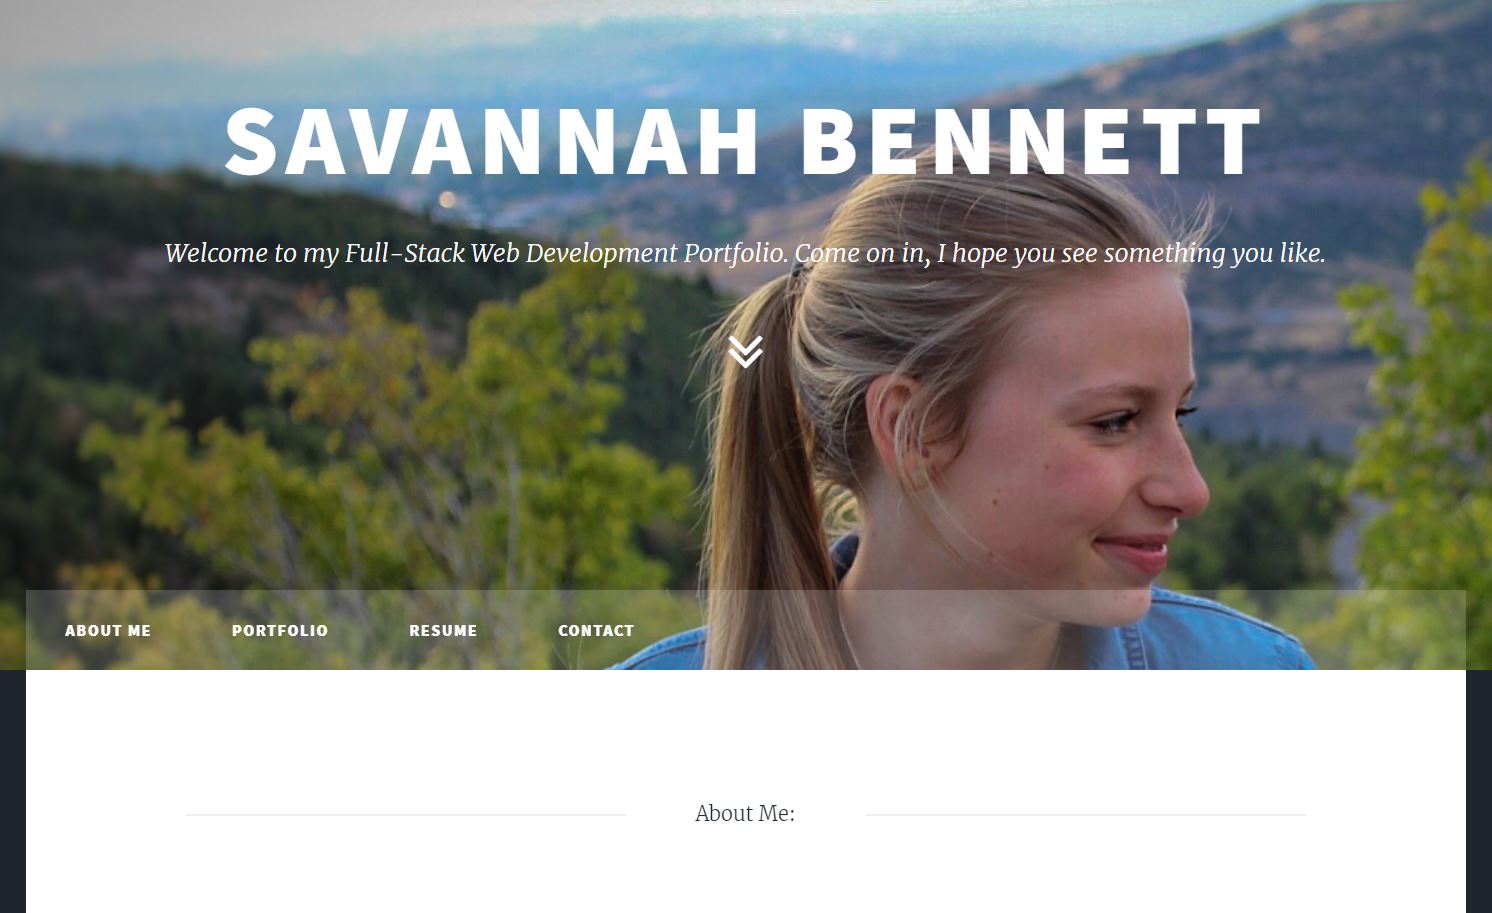 SAVANNAH BENNETT
Welcome to my Full-Stack Web Development Portfolio. Come on in, I hope you see something you like.
ABOUT ME PORTFOLIO RESUME CONTACT
About Me: